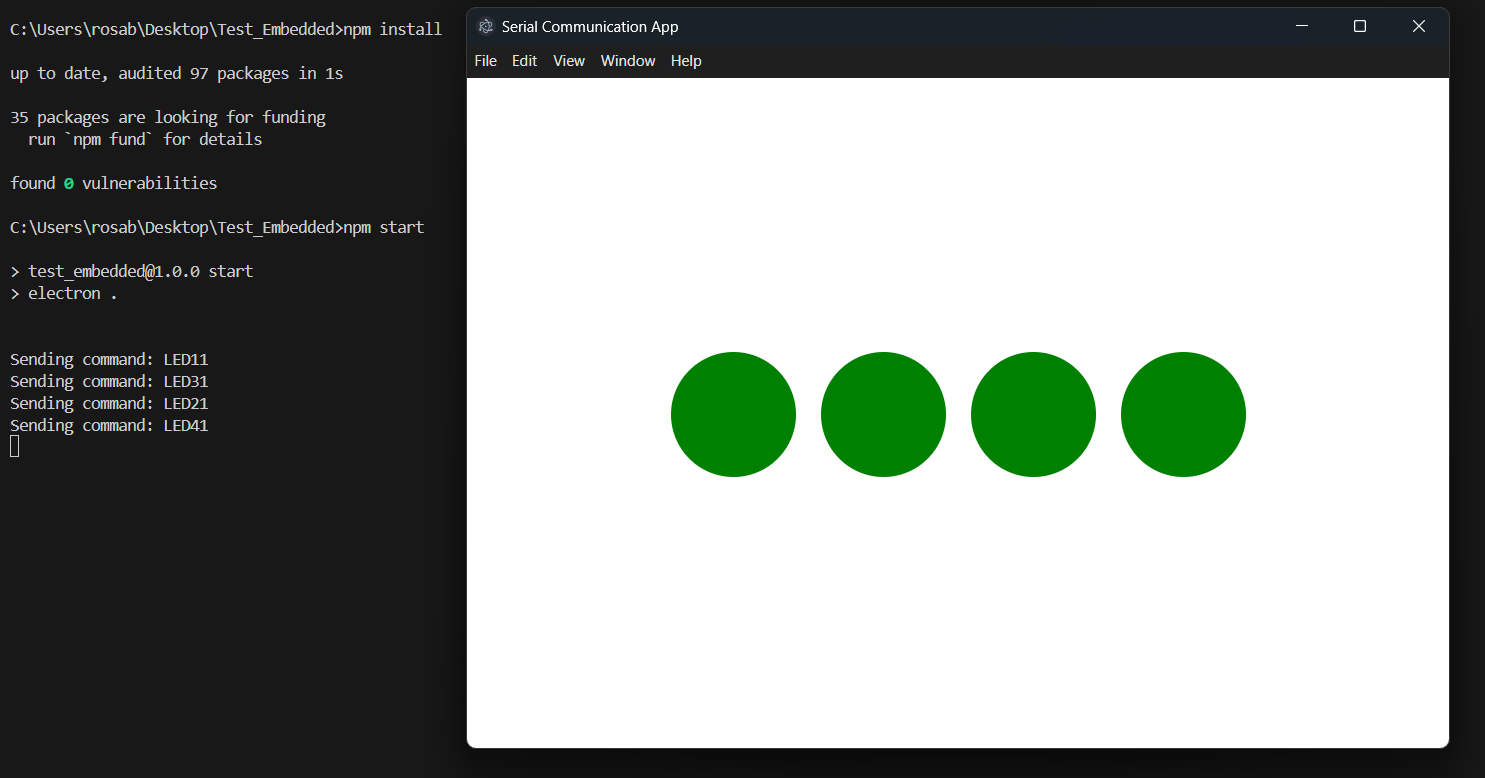 C:\Users\rosab\Desktop\Test_Embedded>npm install
up to date, audited 97 packages in 1s
35 packages are looking for funding
run `npm fund` for details
found 0 vulnerabilities
C:\Users\rosab\Desktop\Test_Embedded>npm start
> test_embedded@1.0.0 start
> electron .
Sending command: LED11
Sending command: LED31
Sending command: LED21
Sending command: LED41
Serial Communication App
File Edit View Window Help